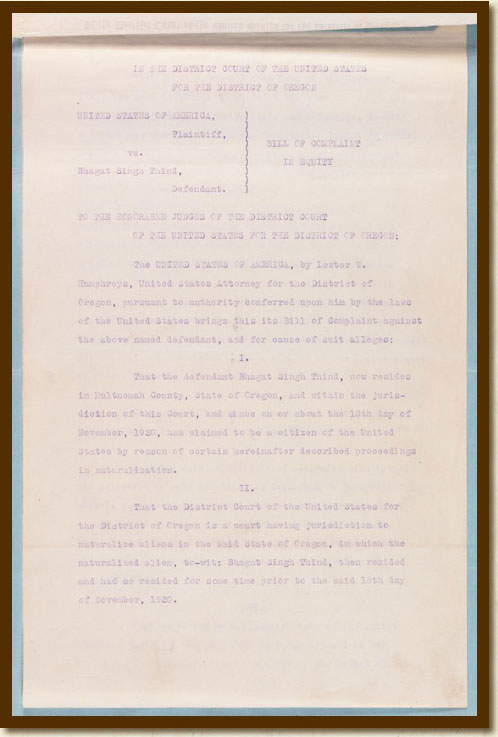 IN THE DISTRICT COURT OF THE UNITED STATES
FOR THE DISTRICT OF OREGON
UNITED STATES OF AMERICA,
Plaintiff,
vs.
Bhagat Singh Thind,
Defendant.
BILL OF COMPLAINT
IN EQUITY
TO THE HONORABLE JUDGES OF THE DISTRICT COURT
OF THE UNITED STATES FOR THE DISTRICT OF OREGON:
The UNITED STATES OF AMERICA, by Lester W.
Humphreys, United States Attorney for the District of
Oregon, pursuant to authority conferred upon him by the laws
of the United States brings this its Bill of Complaint against
the above named defendant, and for cause of suit alleges:
I.
That the defendant Bhagat Singh Thind, now resides
in Multnomah County, State of Oregon, and within the juris-
diction of this Court, and since on or about the 18th day of
November, 1920, has claimed to be a citizen of the United
States by reason of certain hereinafter described proceedings
in naturalization.
II.
That the District Court of the United States for
the District of Oregon is a court having jurisdiction to
naturalize aliens in the said State of Oregon, in which the
naturalized alien, to-wit: Bhagat Singh Thind, then resided
and had so resided for some time prior to the said 18th day
of November, 1920.